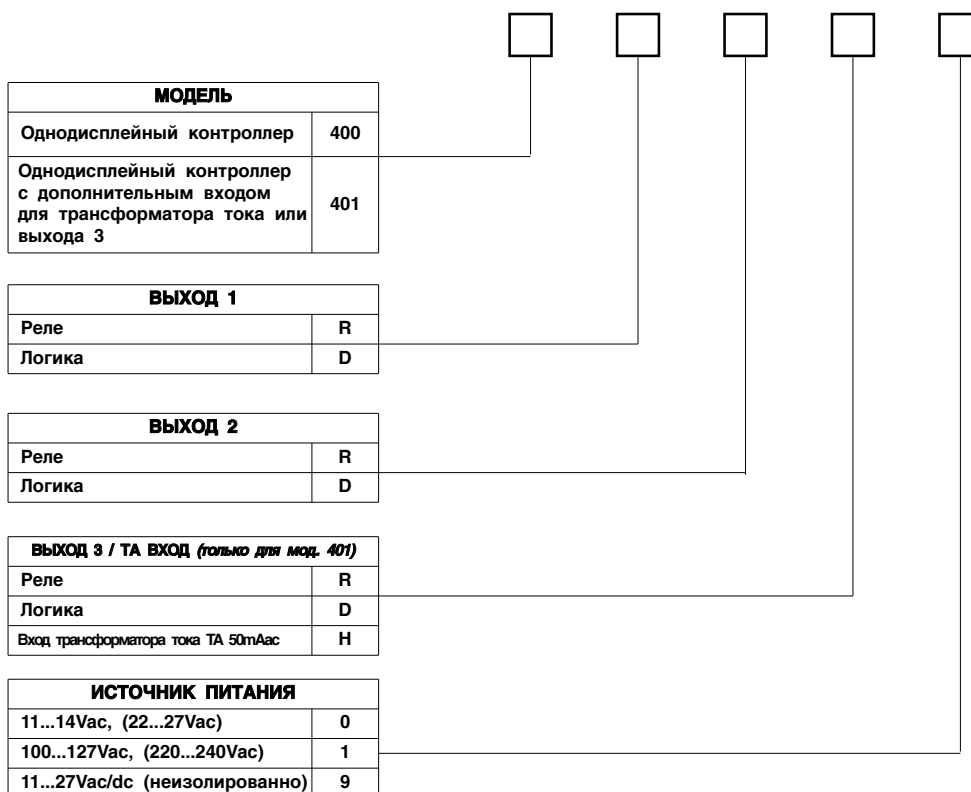 МОДЕЛЬ
Однодисплейный контроллер 400
Однодисплейный контроллер
с дополнительным входом
для трансформатора тока или
выхода 3
401
ВЫХОД 1
Реле R
Логика D
ВЫХОД 2
Реле R
Логика D
ВЫХОД 3 / ТА ВХОД (только для мод. 401)
Реле R
Логика D
Вход трансформатора тока ТА 50mAac H
ИСТОЧНИК ПИТАНИЯ
11...14Vac, (22...27Vac) 0
100...127Vac, (220...240Vac) 1
11...27Vac/dc (неизолированно) 9